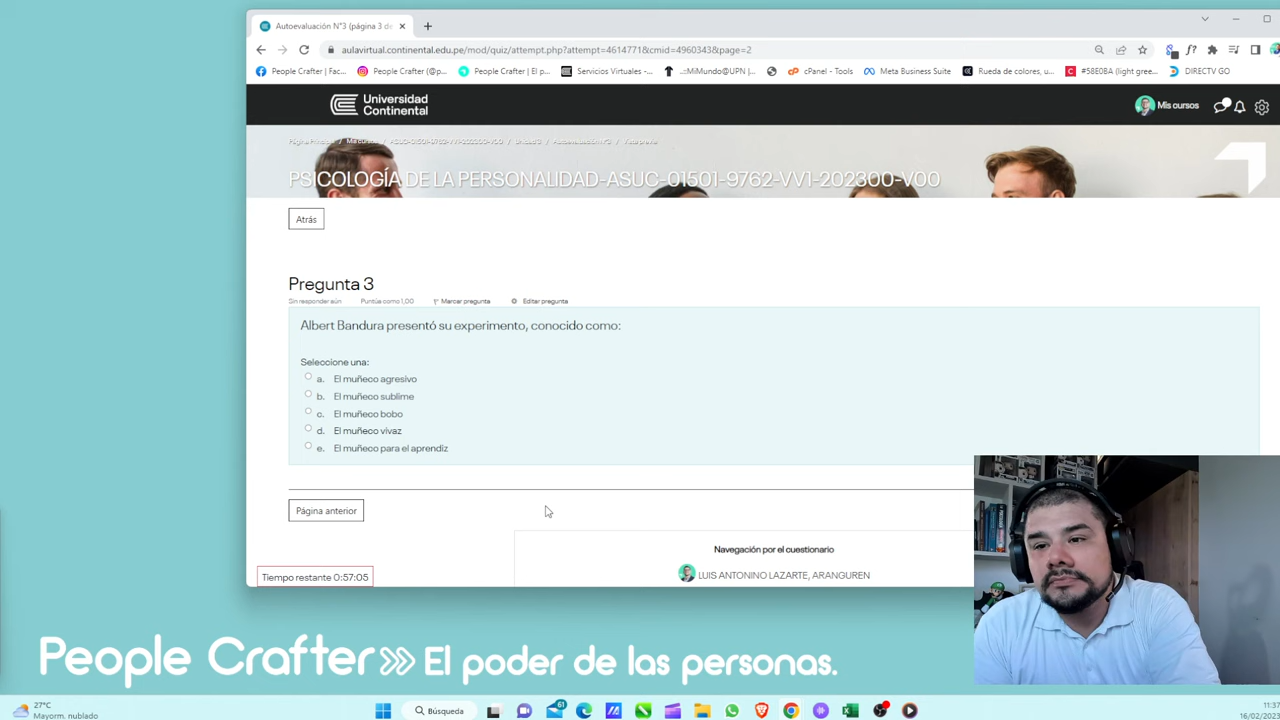 Autoevaluación N°3 (página 3 de
aulavirtual.continental.edu.pe/mod/quiz/attempt.php?attempt=4614771&cmid=4960343&page=2
People Crafter | Fac...
People Crafter (@p...
People Crafter | El p...
Servicios Virtuales -...
..::MiMundo@UPN |...
cPanel - Tools
Meta Business Suite
Rueda de colores, u...
#58E0BA (light gree...
DIRECTV GO
Universidad
Continental
Mis cursos
PSICOLOGÍA DE LA PERSONALIDAD-ASUC-01501-9762-VV1-202300-V00
Atrás
Pregunta 3
Sin responder aún
Puntúa como 1,00
Marcar pregunta
Editar pregunta
Albert Bandura presentó su experimento, conocido como:
Seleccione una:
a. El muñeco agresivo
b. El muñeco sublime
c. El muñeco bobo
d. El muñeco vivaz
e. El muñeco para el aprendiz
Página anterior
Navegación por el cuestionario
LUIS ANTONINO LAZARTE, ARANGUREN
Tiempo restante 0:57:05
People Crafter>>> El poder de las personas.
27°C
Mayorm. nublado
Búsqueda
61
11:37
16/02/2023